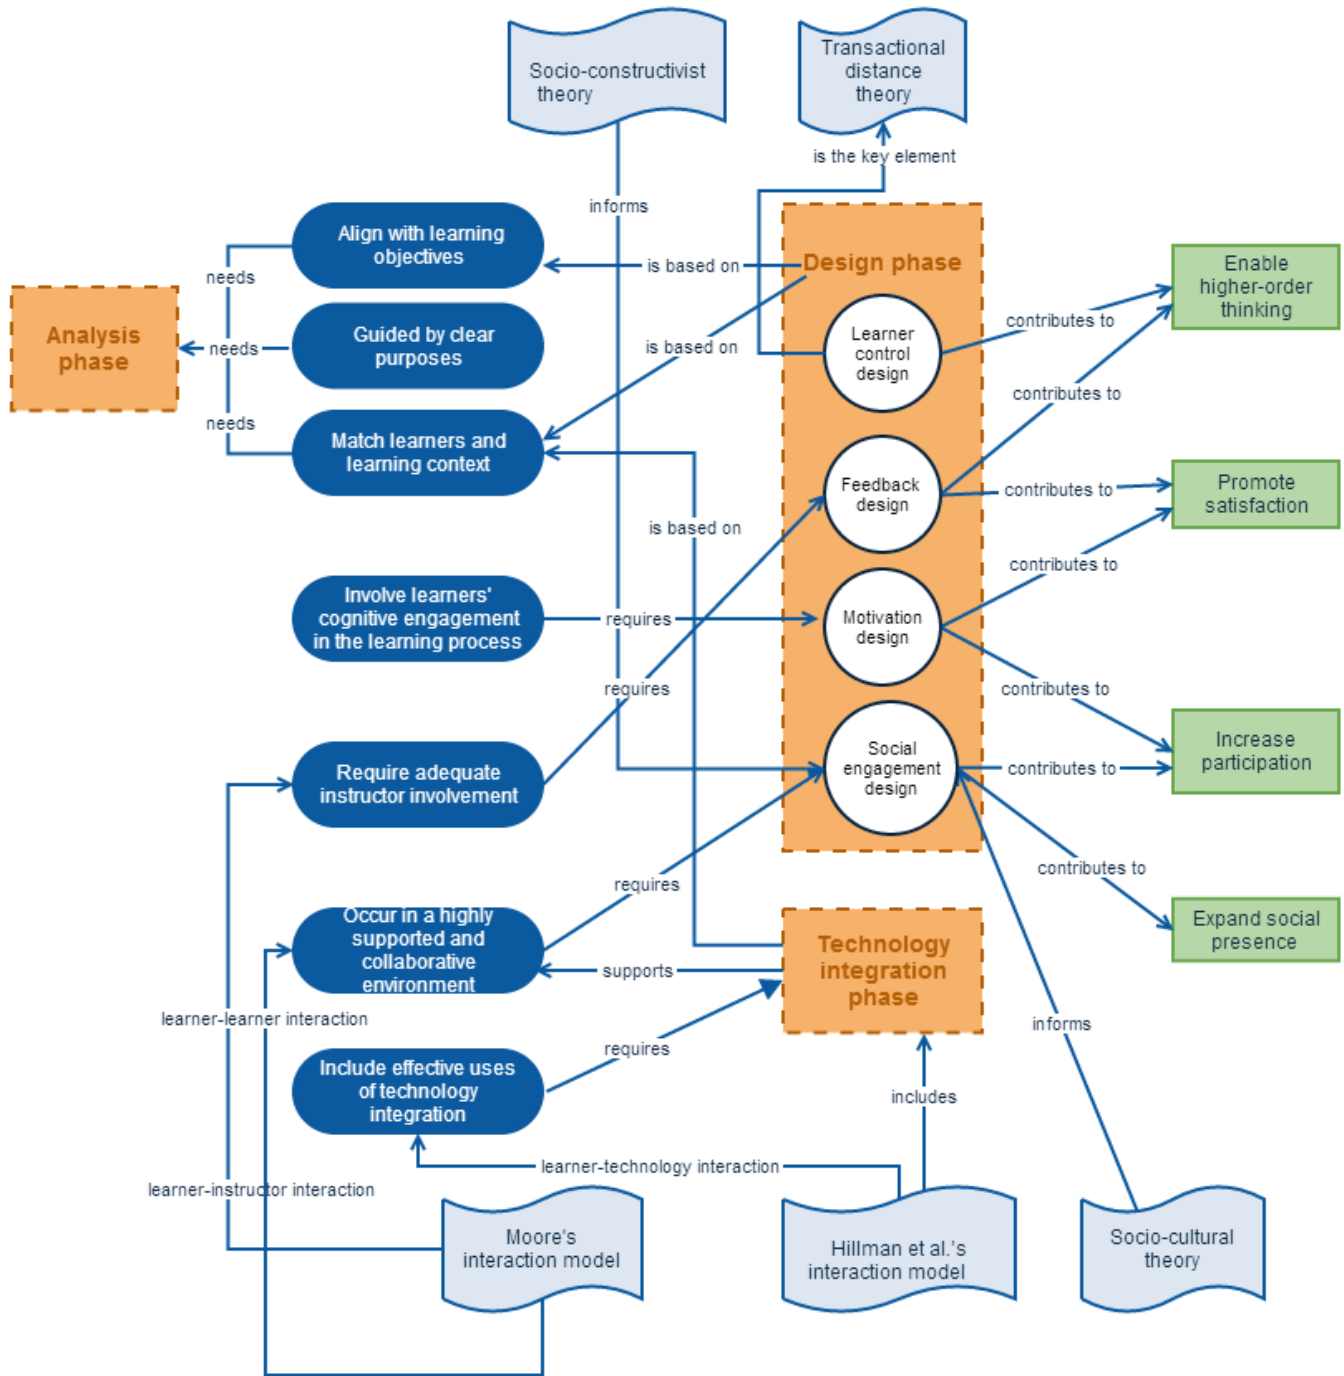 Socio-constructivist
theory
Transactional
distance
theory
is the key element
informs
Align with learning
objectives
needs
is based on
Design phase
Enable
higher-order
thinking
Analysis
phase
Guided by clear
purposes
needs
is based on
Learner
control
design
contributes to
contributes to
needs
Match learners and
learning context
Feedback
design
contributes to
Promote
satisfaction
is based on
contributes to
Involve learners'
cognitive engagement
in the learning process
requires
Motivation
design
requires
contributes to
Require adequate
instructor involvement
Social
engagement
design
contributes to
Increase
participation
requires
contributes to
Occur in a highly
supported and
collaborative
environment
supports
Technology
integration
phase
Expand social
presence
learner-learner interaction
requires
informs
Include effective uses
of technology
integration
includes
learner-technology interaction
learner-instructor interaction
Moore's
interaction model
Hillman et al.'s
interaction model
Socio-cultural
theory